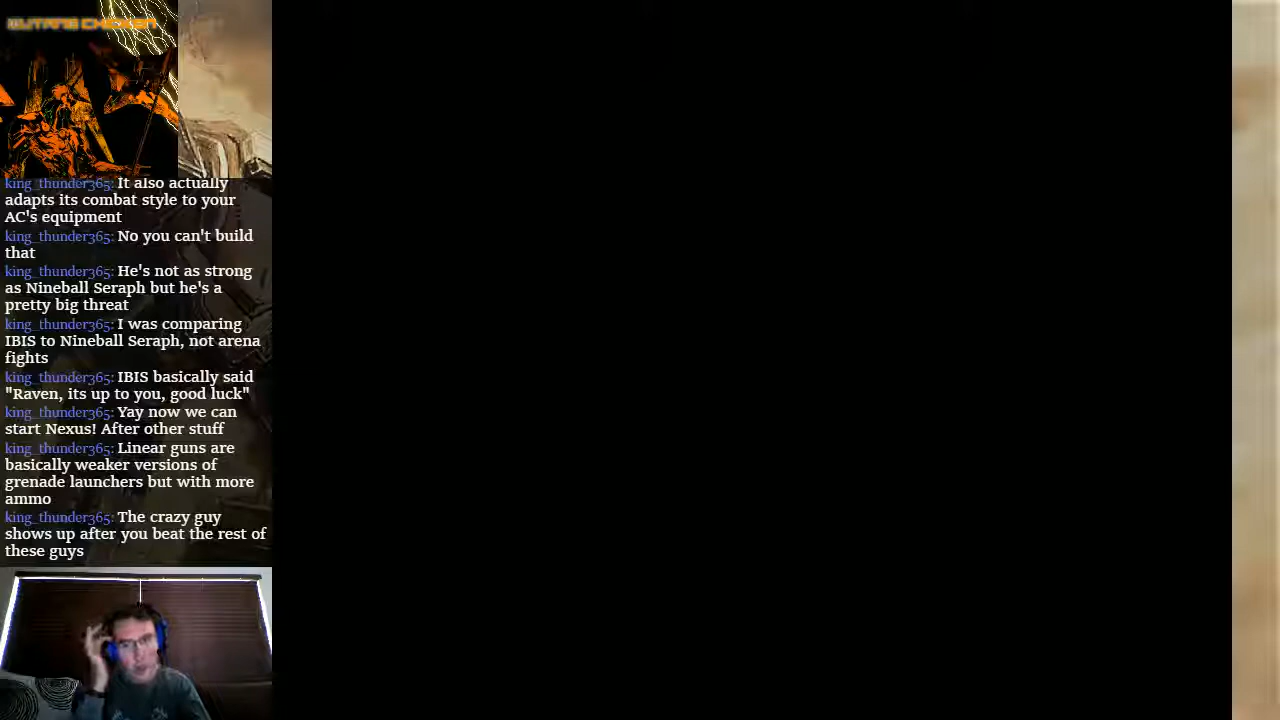 MUTANE CHICKEN
king_thunder365: It also actually
adapts its combat style to your
AC's equipment
king_thunder365: No you can't build
that
king_thunder365: He's not as strong
as Nineball Seraph but he's a
pretty big threat
king_thunder365: I was comparing
IBIS to Nineball Seraph, not arena
fights
king_thunder365: IBIS basically said
"Raven, its up to you, good luck"
king_thunder365: Yay now we can
start Nexus! After other stuff
king_thunder365: Linear guns are
basically weaker versions of
grenade launchers but with more
ammo
king_thunder365: The crazy guy
shows up after you beat the rest of
these guys